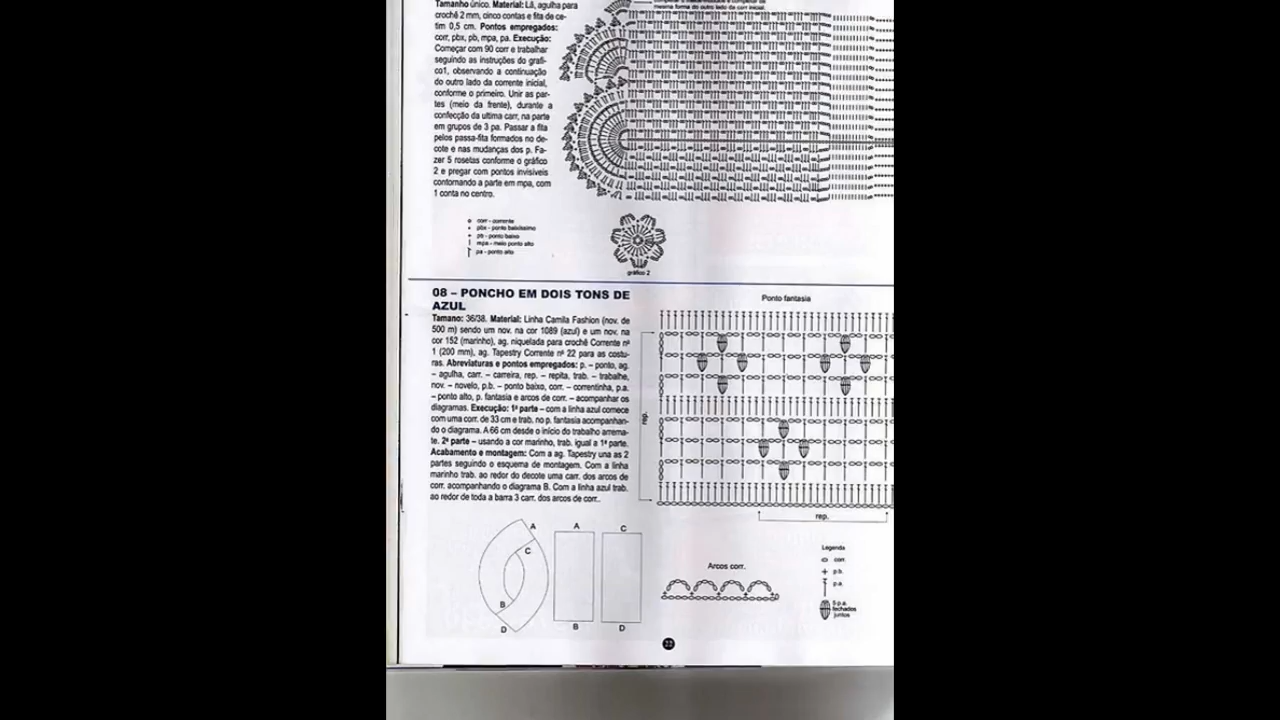 Tamanho único. Material: Lã, agulha para
crochê 2 mm, cinco contas e fita de ce-
tim 0,5 cm. Pontos empregados:
corr, pbx, pb, mpa, pa. Execução:
Começar com 90 corr e trabalhar
seguindo as instruções do grafi-
co1, observando a continuação
do outro lado da corrente inicial,
conforme o primeiro. Unir as par-
tes (meio da frente), durante a
confecção da ultima carr, na parte
em grupos de 3 pa. Passar a fita
pelos passa-fita formados no de-
cote e nas mudanças dos p. Fa-
zer 5 rosetas conforme o gráfico
2 e pregar com pontos invisíveis
contornando a parte em mpa, com
1 conta no centro.
mesma forma do outro lado da corr inicial.
corr - corrente
pbx - ponto baixíssimo
pb - ponto baixo
mpa - meio ponto alto
pa - ponto alto
gráfico 2
08 – PONCHO EM DOIS TONS DE
AZUL
Tamano: 36/38. Material: Linha Camila Fashion (nov. de
500 m) sendo um nov. na cor 1089 (azul) e um nov. na
cor 152 (marinho), ag. niquelada para crochê Corrente nº
1 (200 mm), ag. Tapestry Corrente nº 22 para as costu-
ras. Abreviaturas e pontos empregados: p. – ponto, ag.
– agulha, carr. – carreira, rep. – repita, trab. – trabalhe,
nov. – novelo, p.b. – ponto baixo, corr. – correntinha, p.a.
– ponto alto, p. fantasia e arcos de corr. – acompanhar os
diagramas. Execução: 1ª parte – com a linha azul comece
com uma corr. de 33 cm e trab. no p. fantasia acompanhan-
do o diagrama. A 66 cm desde o início do trabalho arrema-
te. 2ª parte – usando a cor marinho, trab. igual a 1ª parte.
Acabamento e montagem: Com a ag. Tapestry una as 2
partes seguindo o esquema de montagem. Com a linha
marinho trab. ao redor do decote uma carr. dos arcos de
corr. acompanhando o diagrama B. Com a linha azul trab.
ao redor de toda a barra 3 carr. dos arcos de corr..
Ponto fantasia
rep.
rep.
A
C
B
D
A
B
C
D
Arcos corr.
Legenda
corr.
p.b.
p.a.
5 p.a.
fechados
juntos
22